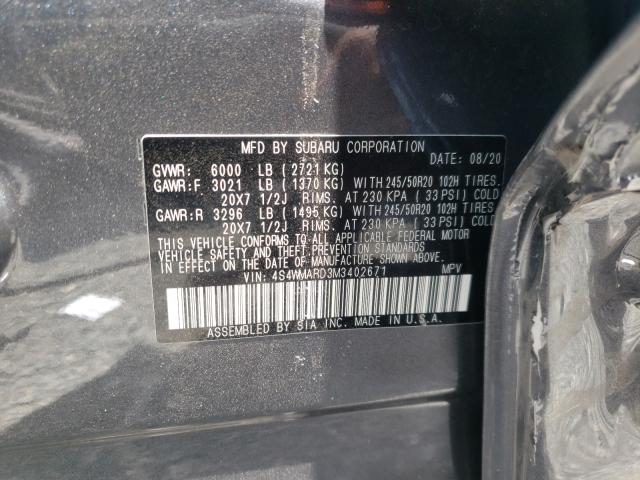 MFD BY SUBARU CORPORATION
DATE: 08/20
GVWR: 6000 LB (2721 KG)
GAWR:F 3021 LB (1370 KG) WITH 245/50R20 102H TIRES.
20X7 1/2J RIMS. AT 230 KPA (33 PSI) COLD
GAWR:R 3296 LB (1495 KG) WITH 245/50R20 102H TIRES.
20X7 1/2J RIMS. AT 230 KPA (33 PSI) COLD
THIS VEHICLE CONFORMS TO ALL APPLICABLE FEDERAL MOTOR
VEHICLE SAFETY AND THEFT PREVENTION STANDARDS
IN EFFECT ON THE DATE OF MANUFACTURE SHOWN ABOVE.
VIN: 4S4WMARD3M3402671 MPV
ASSEMBLED BY SIA INC. MADE IN U.S.A.